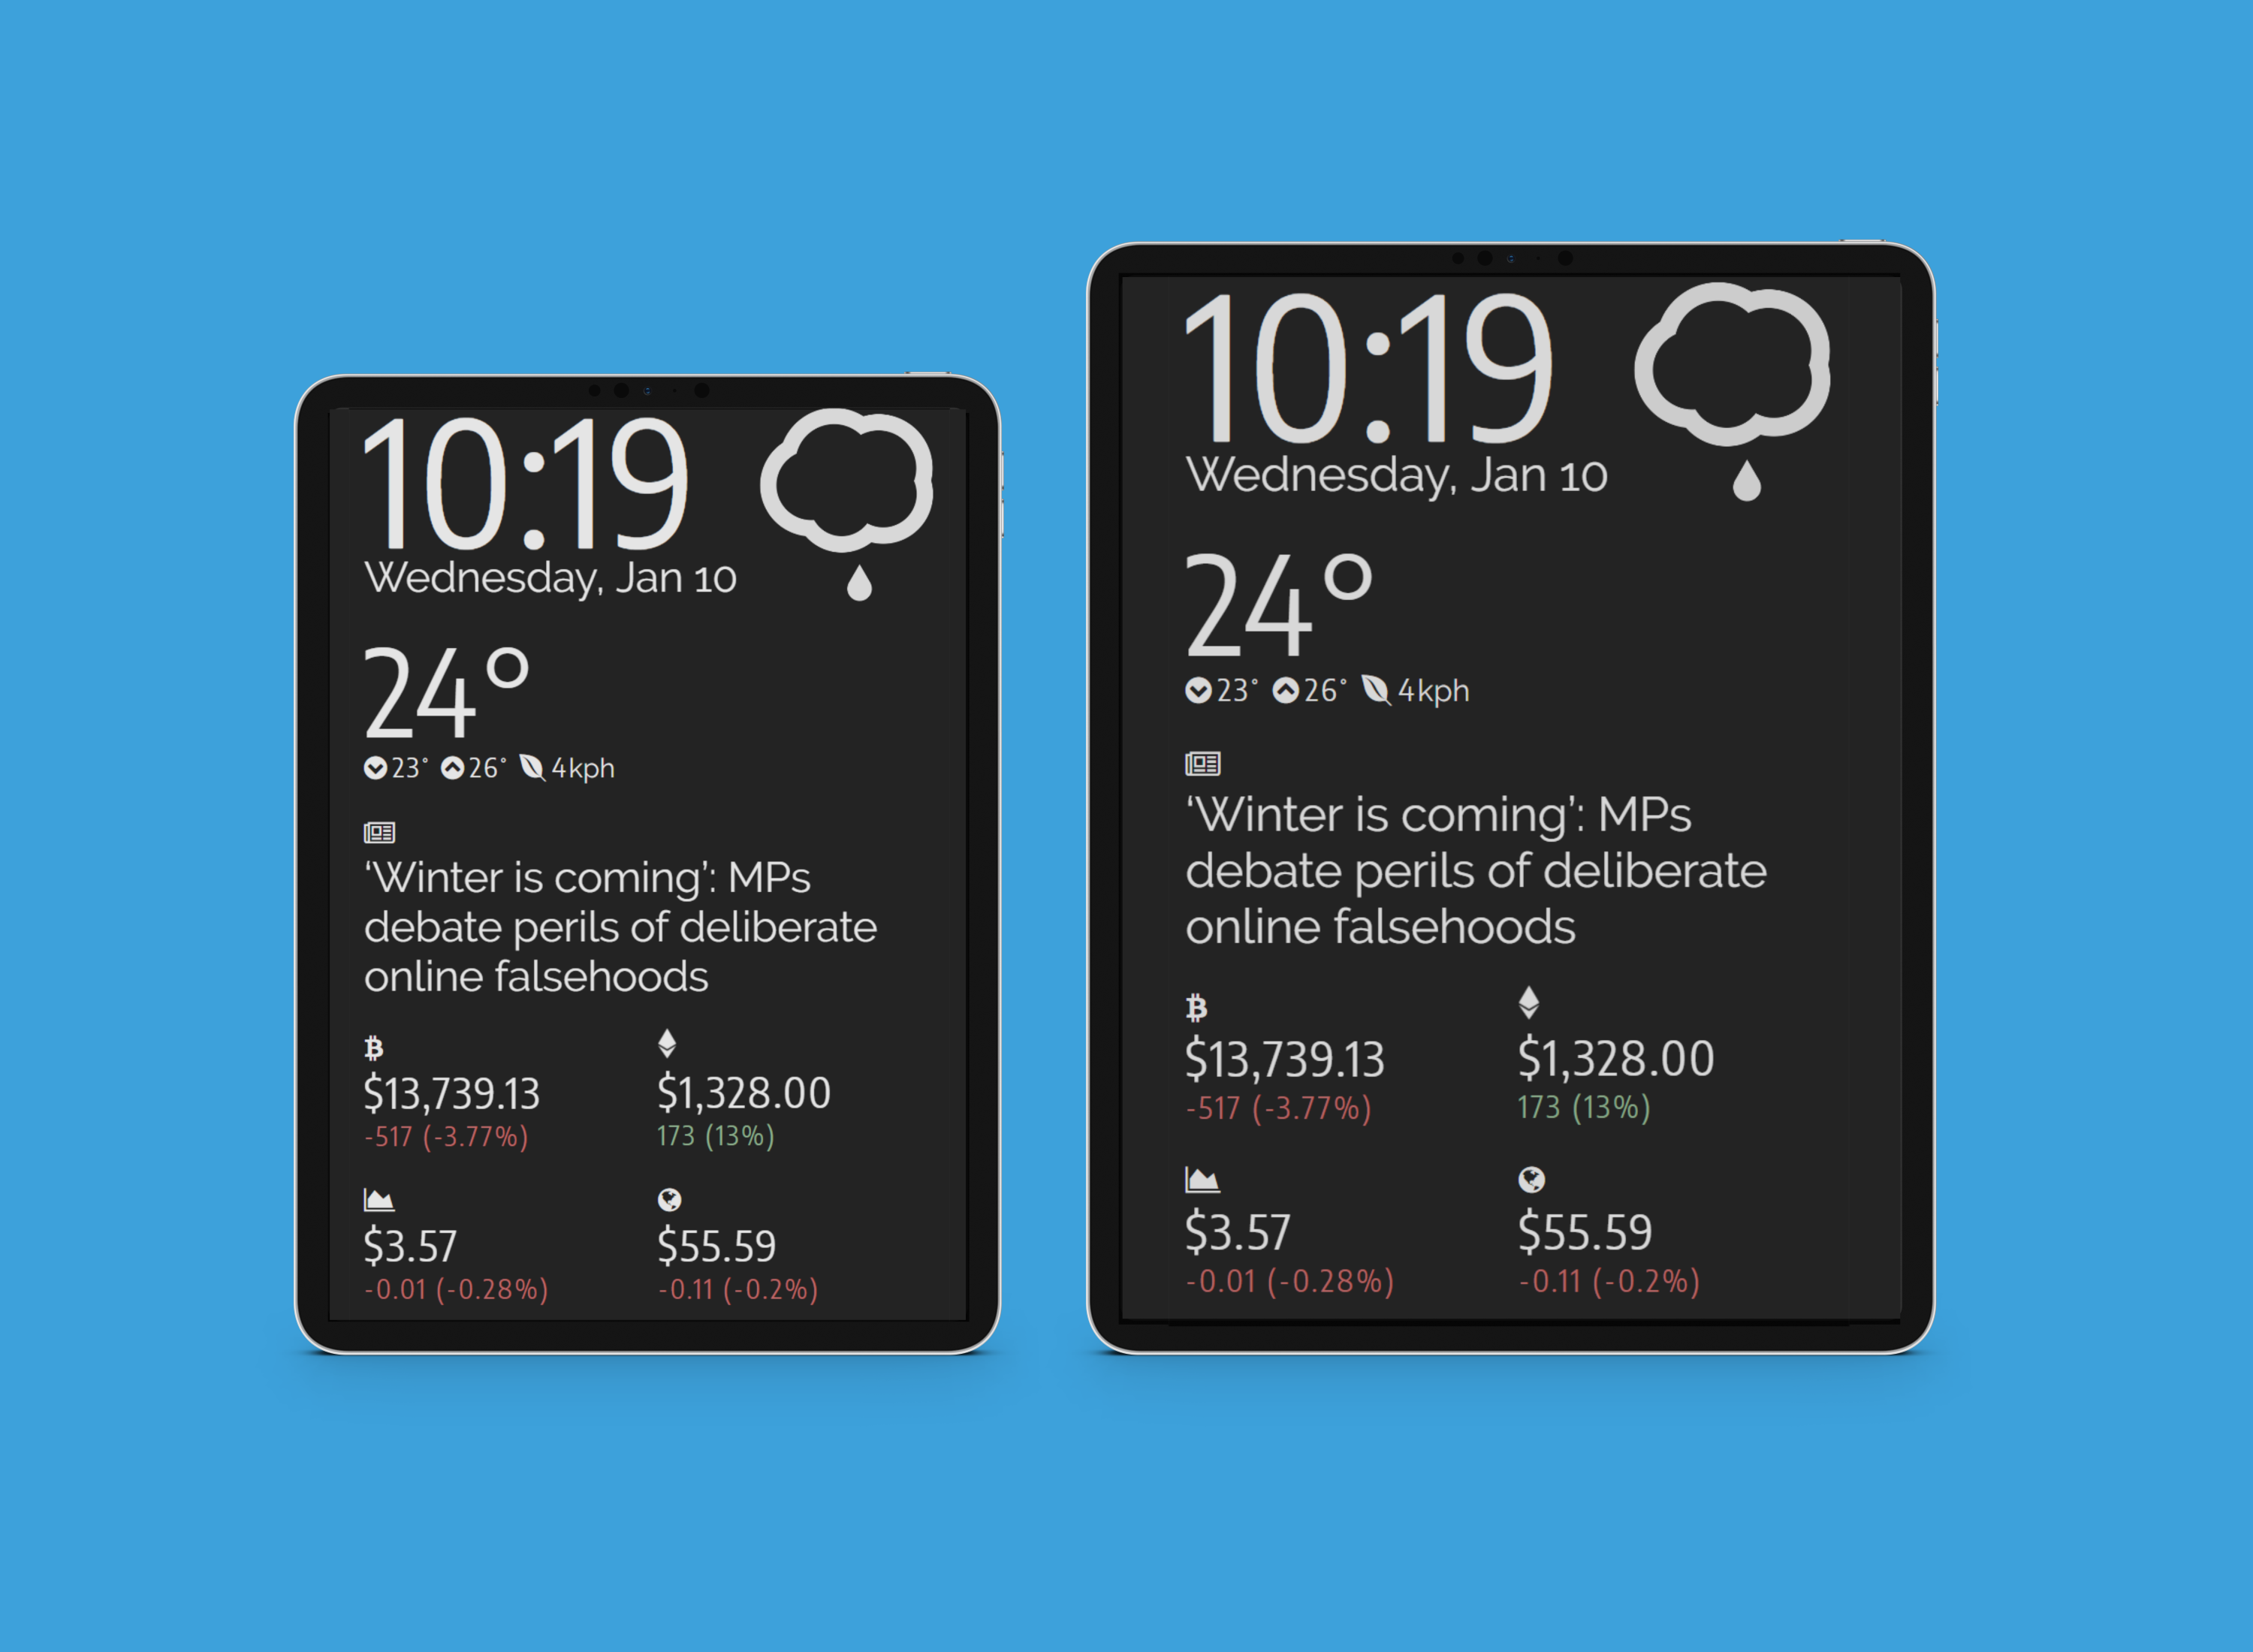 10:19
Wednesday, Jan 10
24°
23° 26° 4kph
‘Winter is coming’: MPs
debate perils of deliberate
online falsehoods
$13,739.13 $1,328.00
-517 (-3.77%) 173 (13%)
$3.57 $55.59
-0.01 (-0.28%) -0.11 (-0.2%)
10:19
Wednesday, Jan 10
24°
23° 26° 4kph
‘Winter is coming’: MPs
debate perils of deliberate
online falsehoods
$13,739.13 $1,328.00
-517 (-3.77%) 173 (13%)
$3.57 $55.59
-0.01 (-0.28%) -0.11 (-0.2%)